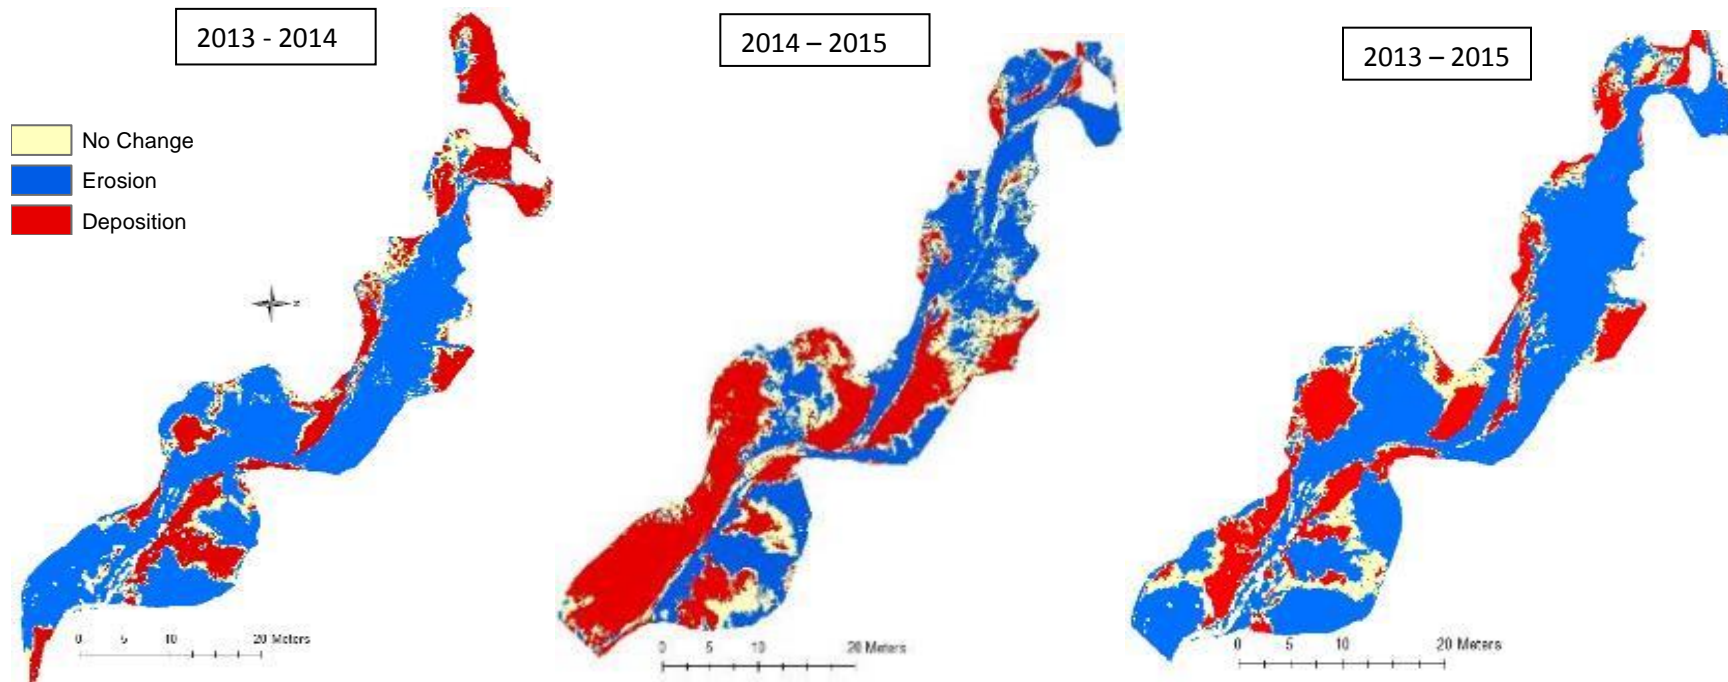 2013 - 2014
2014 – 2015
2013 – 2015
No Change
Erosion
Deposition
0 5 10 20 Meters
0 5 10 20 Meters
0 5 10 20 Meters